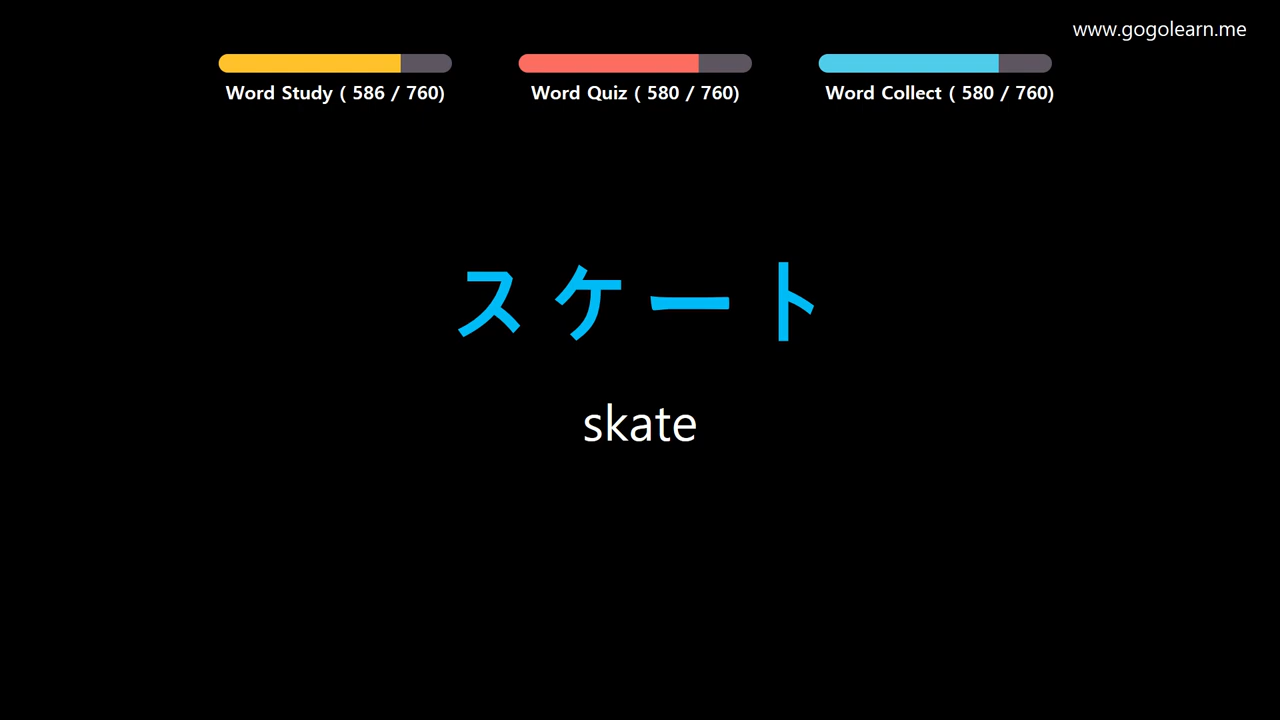 www.gogolearn.me
Word Study ( 586 / 760)
Word Quiz ( 580 / 760)
Word Collect ( 580 / 760)
スケート
skate